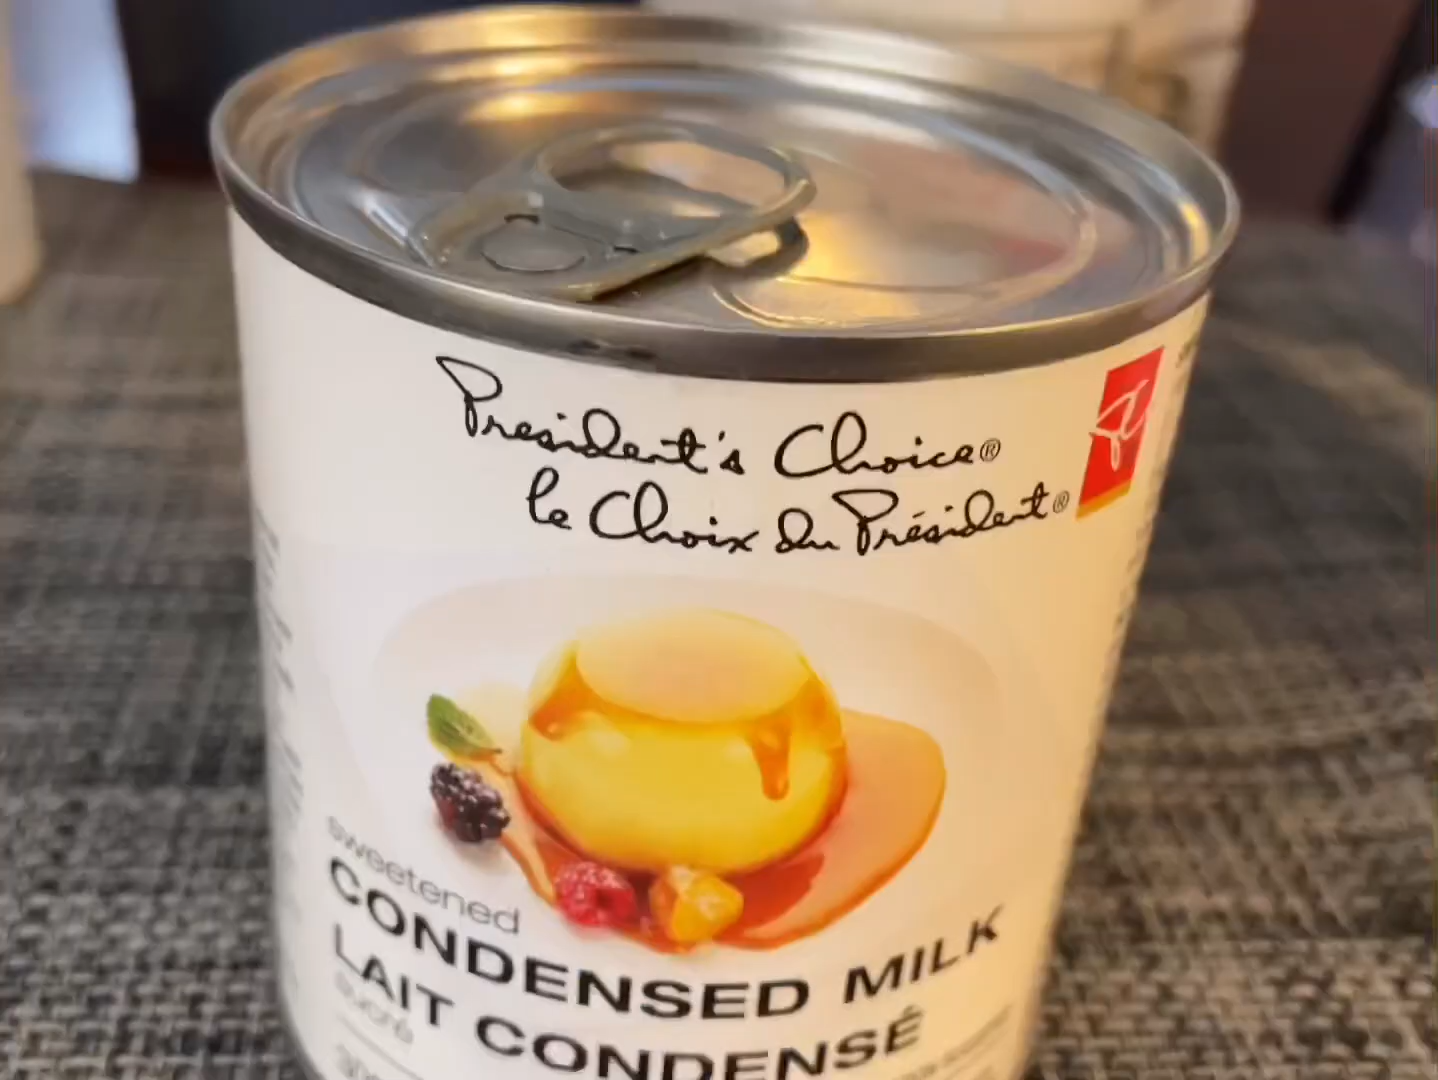 President's Choice®
le Choix du Président®
sweetened
CONDENSED MILK
LAIT CONDENSÉ
sucré